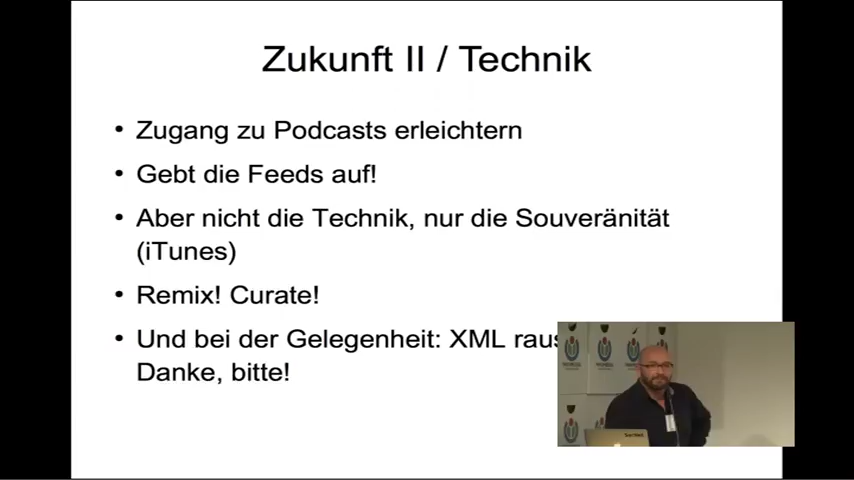 Zukunft II / Technik
• Zugang zu Podcasts erleichtern
• Gebt die Feeds auf!
• Aber nicht die Technik, nur die Souveränität
(iTunes)
• Remix! Curate!
• Und bei der Gelegenheit: XML raus
Danke, bitte!